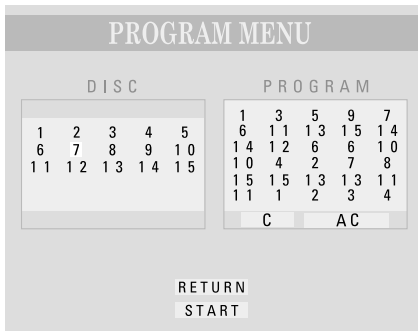 PROGRAM MENU
DISC
1 2 3 4 5
6 7 8 9 10
11 12 13 14 15
PROGRAM
1 3 5 9 7
6 11 13 15 14
14 12 6 6 10
10 4 2 7 8
15 15 13 13 11
11 1 2 3 4
C AC
RETURN
START